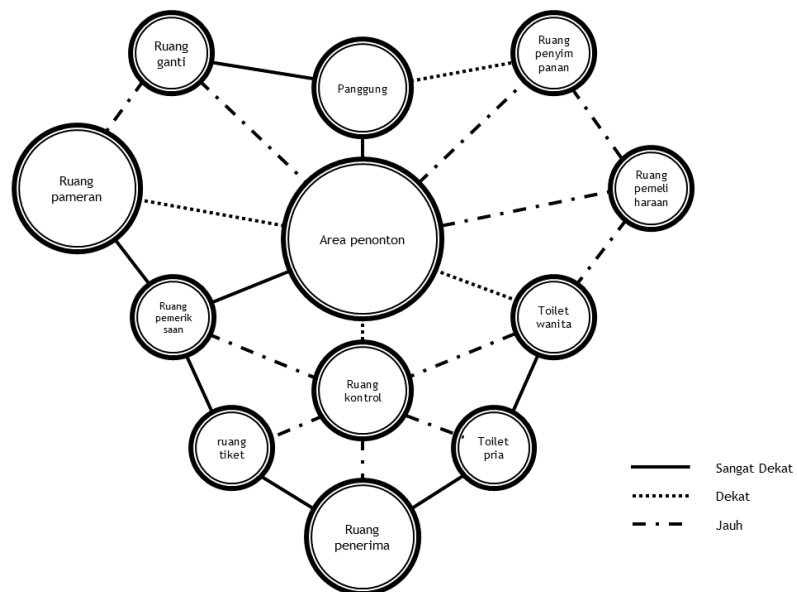 Ruang
ganti
Panggung
Ruang
penyim
panan
Ruang
pameran
Area penonton
Ruang
pemeli
haraan
Ruang
pemerik
saan
Toilet
wanita
Ruang
kontrol
ruang
tiket
Toilet
pria
Ruang
penerima
Sangat Dekat
Dekat
Jauh